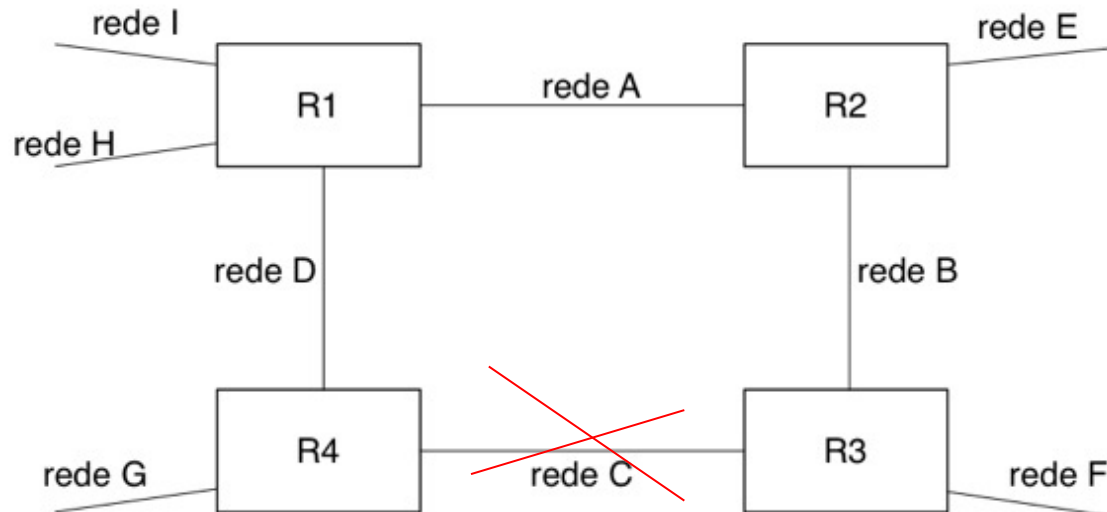 rede I
rede E
R1
rede A
R2
rede H
rede D
rede B
R4
R3
rede G
rede C
rede F